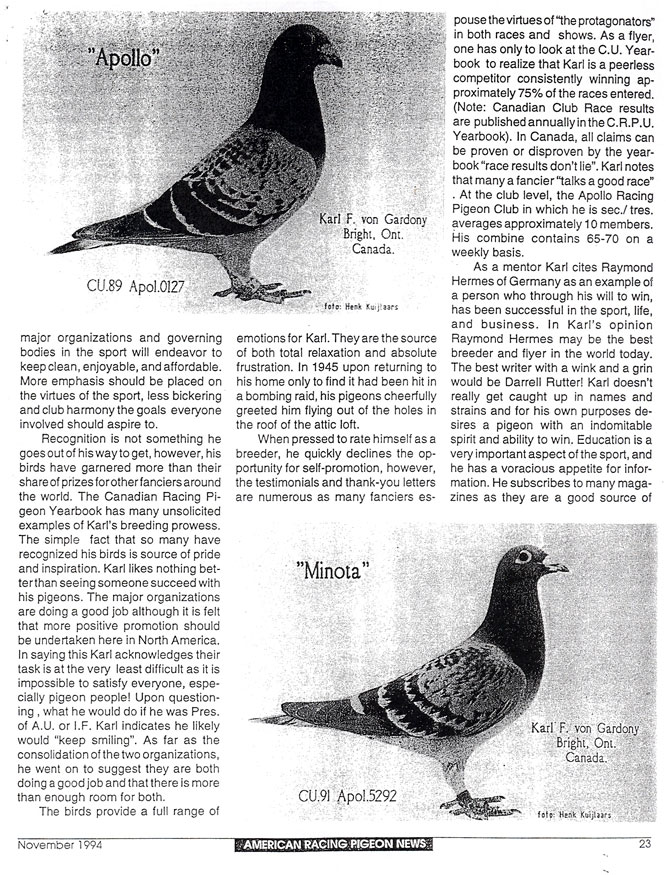 "Apollo"
Karl F. von Gardony
Bright, Ont.
Canada.
CU.89 Apol.0127
foto: Henk Kuijlaars
major organizations and governing
bodies in the sport will endeavor to
keep clean, enjoyable, and affordable.
More emphasis should be placed on
the virtues of the sport, less bickering
and club harmony the goals everyone
involved should aspire to.
Recognition is not something he
goes out of his way to get, however, his
birds have garnered more than their
share of prizes for other fanciers around
the world. The Canadian Racing Pi-
geon Yearbook has many unsolicited
examples of Karl's breeding prowess.
The simple fact that so many have
recognized his birds is source of pride
and inspiration. Karl likes nothing bet-
ter than seeing someone succeed with
his pigeons. The major organizations
are doing a good job although it is felt
that more positive promotion should
be undertaken here in North America.
In saying this Karl acknowledges their
task is at the very least difficult as it is
impossible to satisfy everyone, espe-
cially pigeon people! Upon question-
ing , what he would do if he was Pres.
of A.U. or I.F. Karl indicates he likely
would "keep smiling". As far as the
consolidation of the two organizations,
he went on to suggest they are both
doing a good job and that there is more
than enough room for both.
The birds provide a full range of
emotions for Karl. They are the source
of both total relaxation and absolute
frustration. In 1945 upon returning to
his home only to find it had been hit in
a bombing raid, his pigeons cheerfully
greeted him flying out of the holes in
the roof of the attic loft.
When pressed to rate himself as a
breeder, he quickly declines the op-
portunity for self-promotion, however,
the testimonials and thank-you letters
are numerous as many fanciers es-
pouse the virtues of "the protagonators"
in both races and shows. As a flyer,
one has only to look at the C.U. Year-
book to realize that Karl is a peerless
competitor consistently winning ap-
proximately 75% of the races entered.
(Note: Canadian Club Race results
are published annually in the C.R.P.U.
Yearbook). In Canada, all claims can
be proven or disproven by the year-
book "race results don't lie". Karl notes
that many a fancier "talks a good race"
. At the club level, the Apollo Racing
Pigeon Club in which he is sec./ tres.
averages approximately 10 members.
His combine contains 65-70 on a
weekly basis.
As a mentor Karl cites Raymond
Hermes of Germany as an example of
a person who through his will to win,
has been successful in the sport, life,
and business. In Karl's opinion
Raymond Hermes may be the best
breeder and flyer in the world today.
The best writer with a wink and a grin
would be Darrell Rutter! Karl doesn't
really get caught up in names and
strains and for his own purposes de-
sires a pigeon with an indomitable
spirit and ability to win. Education is a
very important aspect of the sport, and
he has a voracious appetite for infor-
mation. He subscribes to many maga-
zines as they are a good source of
"Minota"
Karl F. von Gardony
Bright, Ont.
Canada.
CU.91 Apol.5292
foto: Henk Kuijlaars
November 1994
AMERICAN RACING PIGEON NEWS
23